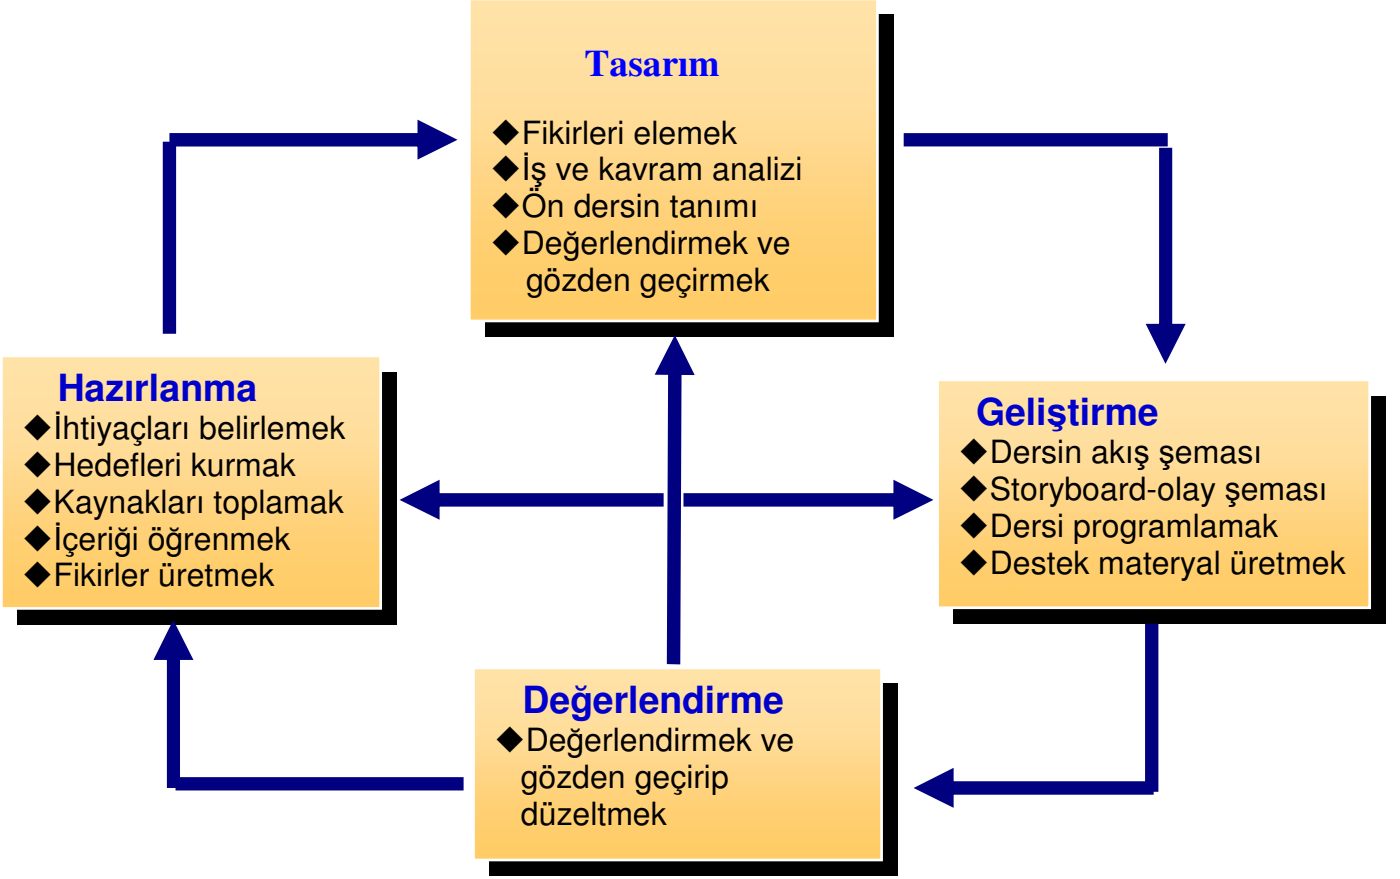 Tasarım
◆Fikirleri elemek
◆İş ve kavram analizi
◆Ön dersin tanımı
◆Değerlendirmek ve
gözden geçirmek
Hazırlanma
◆İhtiyaçları belirlemek
◆Hedefleri kurmak
◆Kaynakları toplamak
◆İçeriği öğrenmek
◆Fikirler üretmek
Geliştirme
◆Dersin akış şeması
◆Storyboard-olay şeması
◆Dersi programlamak
◆Destek materyal üretmek
Değerlendirme
◆Değerlendirmek ve
gözden geçirip
düzeltmek